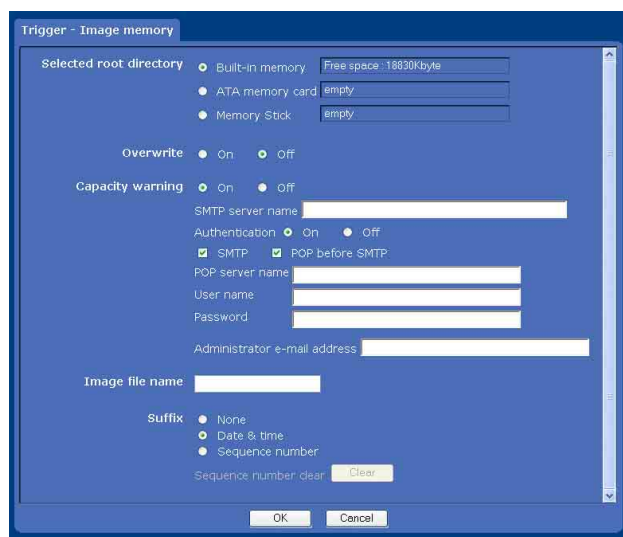 Trigger - Image memory
Selected root directory Built-in memory Free space : 18830Kbyte
ATA memory card empty
Memory Stick empty
Overwrite On Off
Capacity warning On Off
SMTP server name
Authentication On Off
SMTP POP before SMTP
POP server name
User name
Password
Administrator e-mail address
Image file name
Suffix None
Date & time
Sequence number
Sequence number clear Clear
OK Cancel